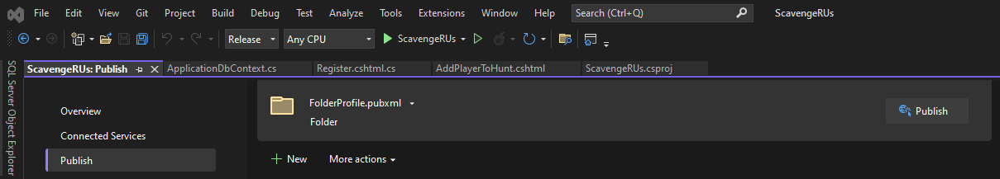 File Edit View Git Project Build Debug Test Analyze Tools Extensions Window Help Search (Ctrl+Q) ScavengeRUs
Release Any CPU ScavengeRUs
SQL Server Object Explorer
ScavengeRUs: Publish ApplicationDbContext.cs Register.cshtml.cs AddPlayerToHunt.cshtml ScavengeRUs.csproj
Overview
Connected Services
Publish
FolderProfile.pubxml
Folder
Publish
New More actions